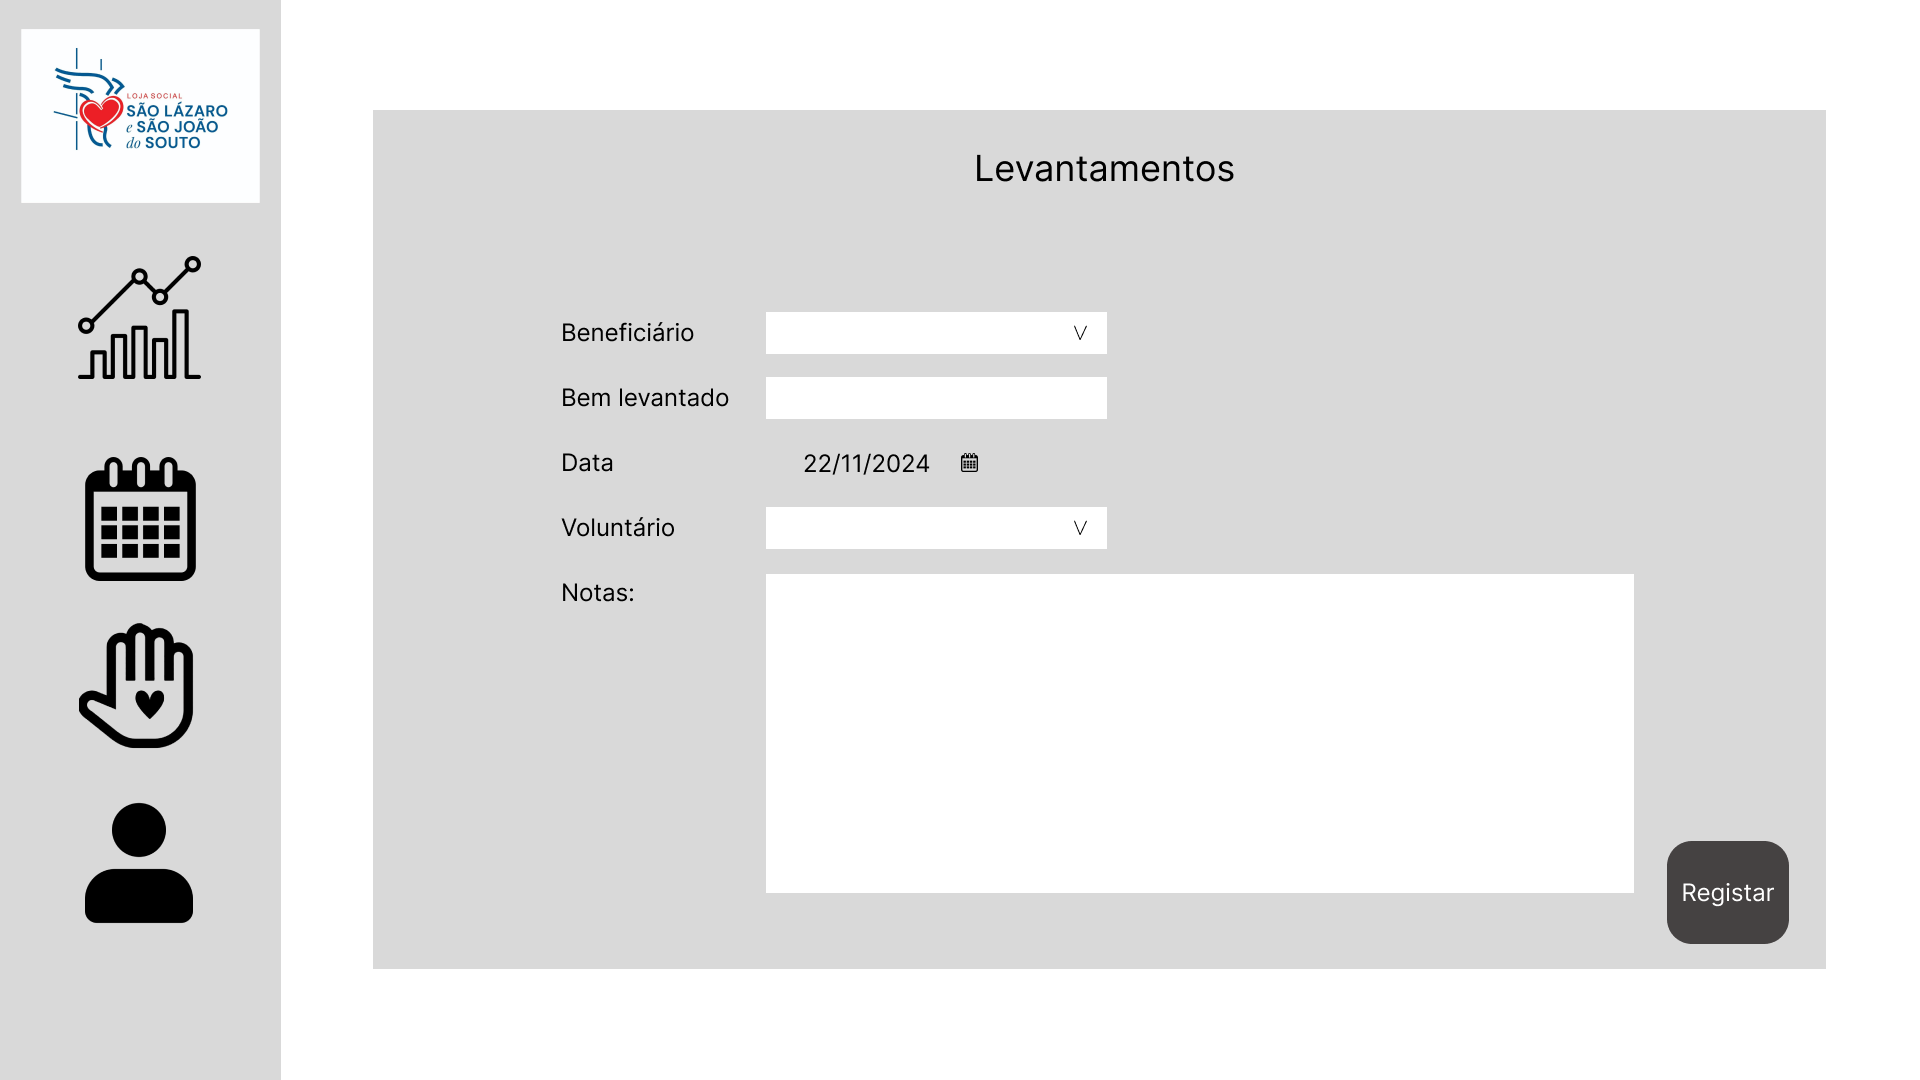 LOJA SOCIAL
SÃO LÁZARO
e SÃO JOÃO
do SOUTO
Levantamentos
Beneficiário
Bem levantado
Data 22/11/2024
Voluntário
Notas:
Registar